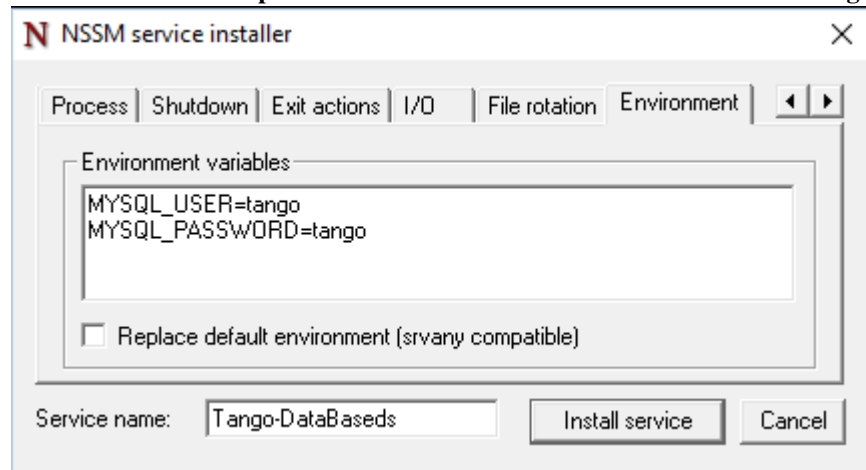 NSSM service installer
Process Shutdown Exit actions I/O File rotation Environment
Environment variables
MYSQL_USER=tango
MYSQL_PASSWORD=tango
Replace default environment (srvany compatible)
Service name: Tango-DataBaseds Install service Cancel